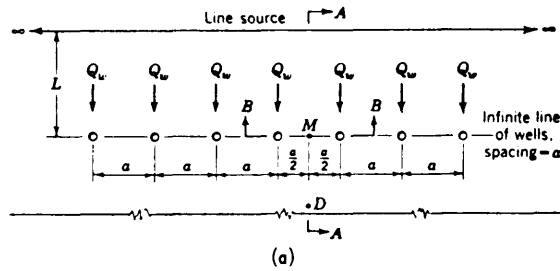 Line source
A
∞ ∞
L
Q_w Q_w Q_w Q_w Q_w Q_w Q_w
B M B
Infinite line
of wells,
spacing = a
a a a a/2 a/2 a a
D
A
(a)